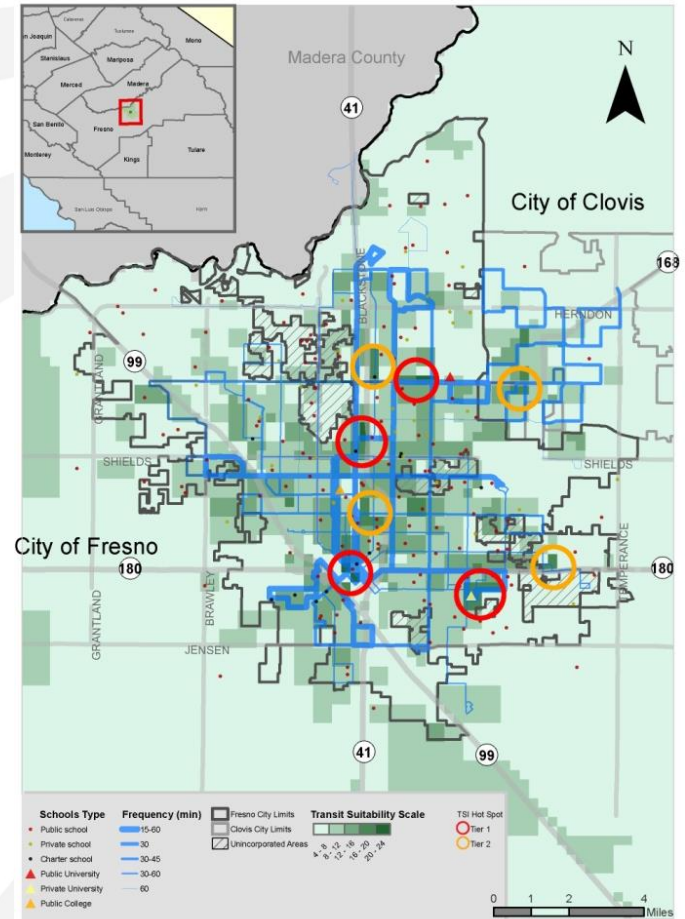 Calaveras
Tuolumne
Mono
Stanislaus
Mariposa
Merced
Madera
San Benito
Fresno
Monterey
Kings
Tulare
San Luis Obispo
Kern
Madera County
N
41
City of Clovis
168
BLACKSTONE
HERNDON
99
GRANTLAND
SHIELDS
SHIELDS
City of Fresno
180
180
TEMPERANCE
BRAWLEY
GRANTLAND
JENSEN
41
99
Schools Type
Public school
Private school
Charter school
Public University
Private University
Public College
Frequency (min)
15-60
30
30-45
30-60
60
Fresno City Limits
Clovis City Limits
Unincorporated Areas
Transit Suitability Scale
4 - 8
8 - 12
12 - 16
16 - 20
20 - 24
TSI Hot Spot
Tier 1
Tier 2
0 1 2 4
Miles